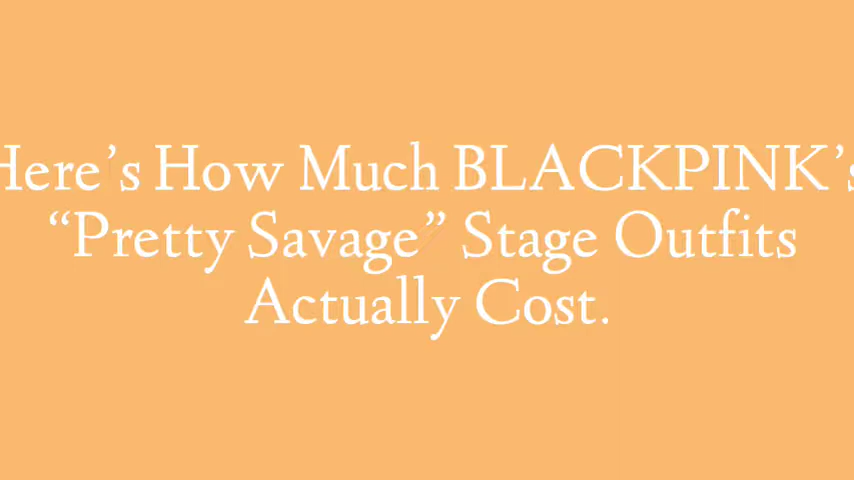 Here’s How Much BLACKPINK’s
“Pretty Savage” Stage Outfits
Actually Cost.